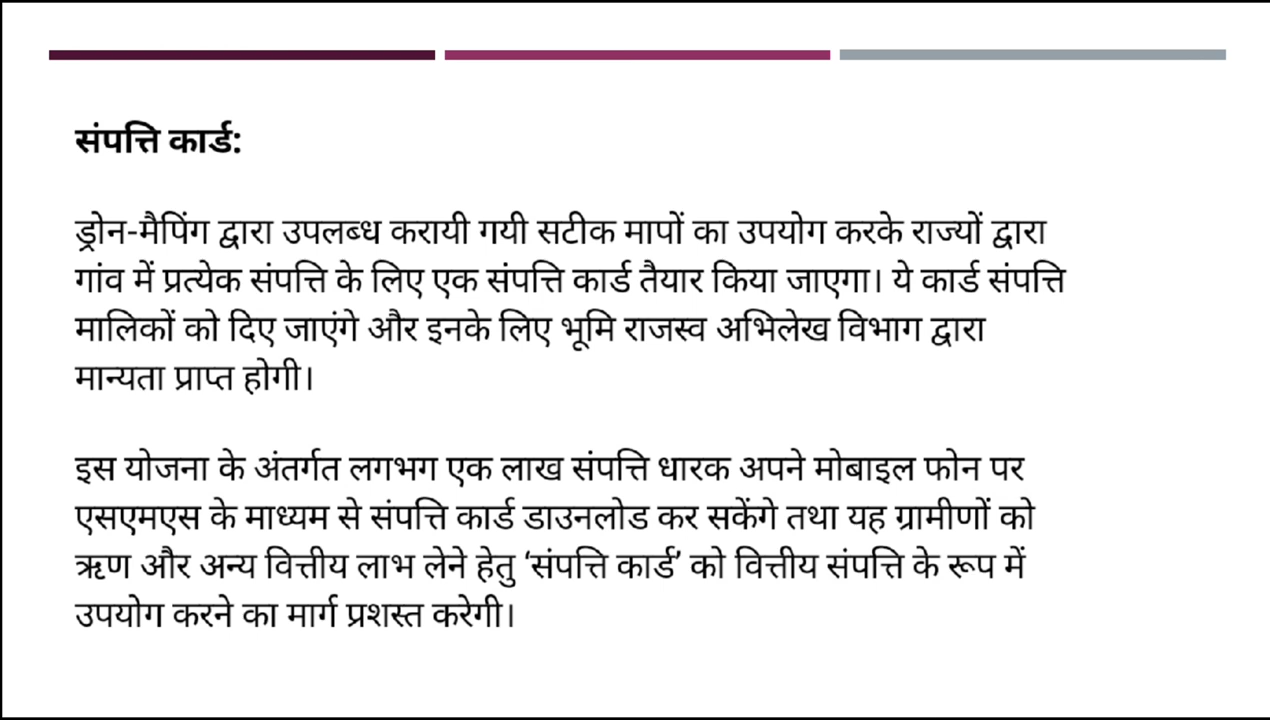 संपत्ति कार्ड:
ड्रोन-मैपिंग द्वारा उपलब्ध करायी गयी सटीक मापों का उपयोग करके राज्यों द्वारा
गांव में प्रत्येक संपत्ति के लिए एक संपत्ति कार्ड तैयार किया जाएगा। ये कार्ड संपत्ति
मालिकों को दिए जाएंगे और इनके लिए भूमि राजस्व अभिलेख विभाग द्वारा
मान्यता प्राप्त होगी।
इस योजना के अंतर्गत लगभग एक लाख संपत्ति धारक अपने मोबाइल फोन पर
एसएमएस के माध्यम से संपत्ति कार्ड डाउनलोड कर सकेंगे तथा यह ग्रामीणों को
ऋण और अन्य वित्तीय लाभ लेने हेतु ‘संपत्ति कार्ड’ को वित्तीय संपत्ति के रूप में
उपयोग करने का मार्ग प्रशस्त करेगी।